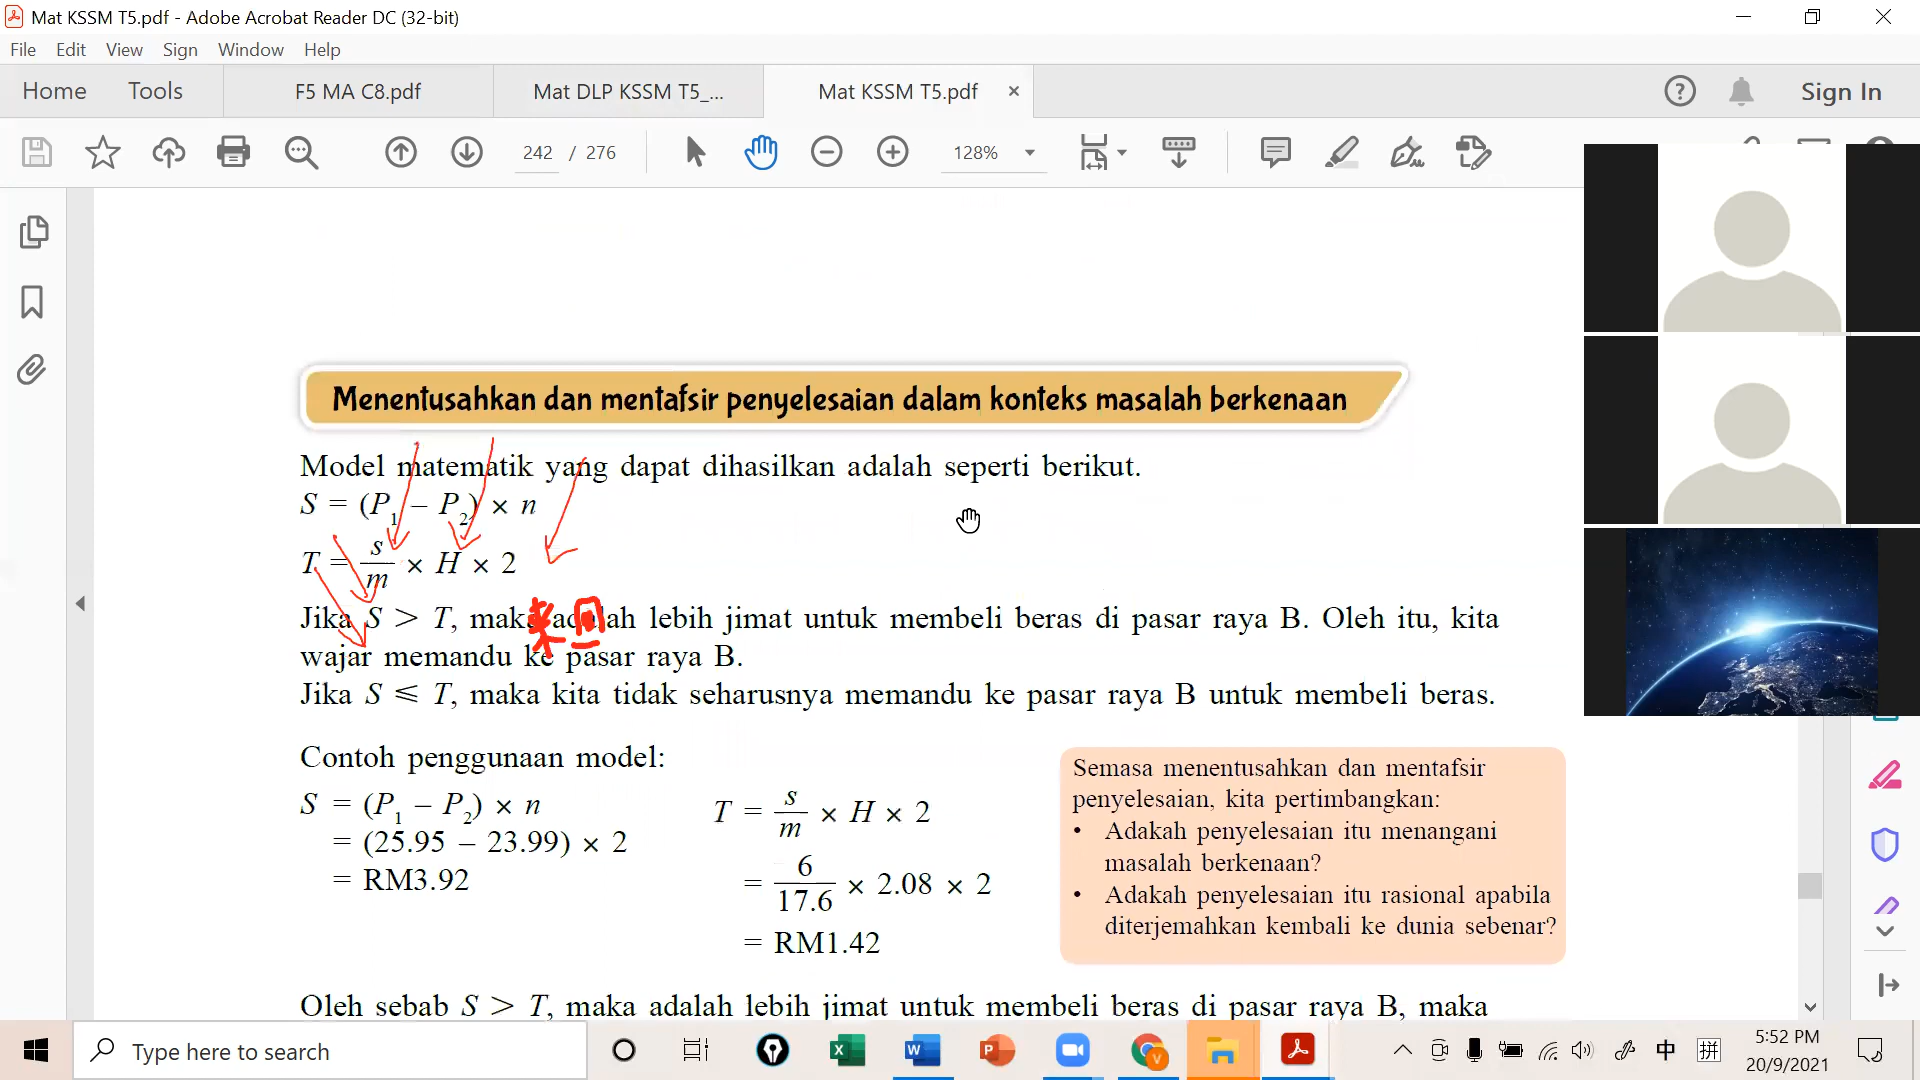 Mat KSSM T5.pdf - Adobe Acrobat Reader DC (32-bit)
File Edit View Sign Window Help
Home Tools F5 MA C8.pdf Mat DLP KSSM T5_... Mat KSSM T5.pdf × Sign In
242 / 276 128%
Menentusahkan dan mentafsir penyelesaian dalam konteks masalah berkenaan
Model matematik yang dapat dihasilkan adalah seperti berikut.
S = (P₁ – P₂) × n
T = s/m × H × 2
Jika S > T, maka adalah lebih jimat untuk membeli beras di pasar raya B. Oleh itu, kita
wajar memandu ke pasar raya B.
Jika S ⩽ T, maka kita tidak seharusnya memandu ke pasar raya B untuk membeli beras.
Contoh penggunaan model:
S = (P₁ – P₂) × n
= (25.95 – 23.99) × 2
= RM3.92
T = s/m × H × 2
= 6/17.6 × 2.08 × 2
= RM1.42
Semasa menentusahkan dan mentafsir
penyelesaian, kita pertimbangkan:
• Adakah penyelesaian itu menangani
masalah berkenaan?
• Adakah penyelesaian itu rasional apabila
diterjemahkan kembali ke dunia sebenar?
Oleh sebab S > T, maka adalah lebih jimat untuk membeli beras di pasar raya B, maka
Type here to search
中 拼
5:52 PM
20/9/2021